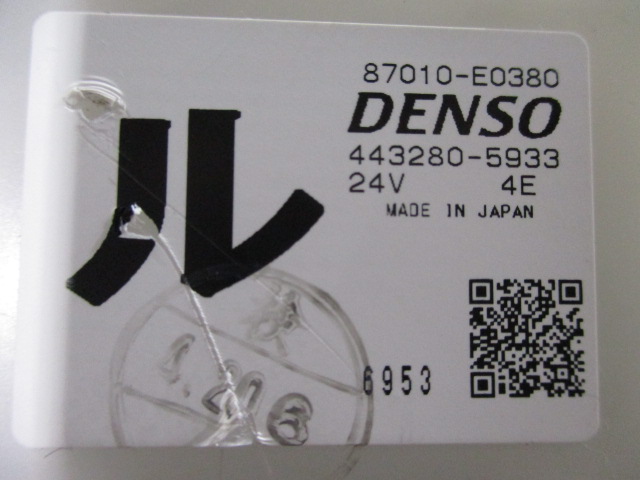 ル
87010-E0380
DENSO
443280-5933
24V 4E
MADE IN JAPAN
6953